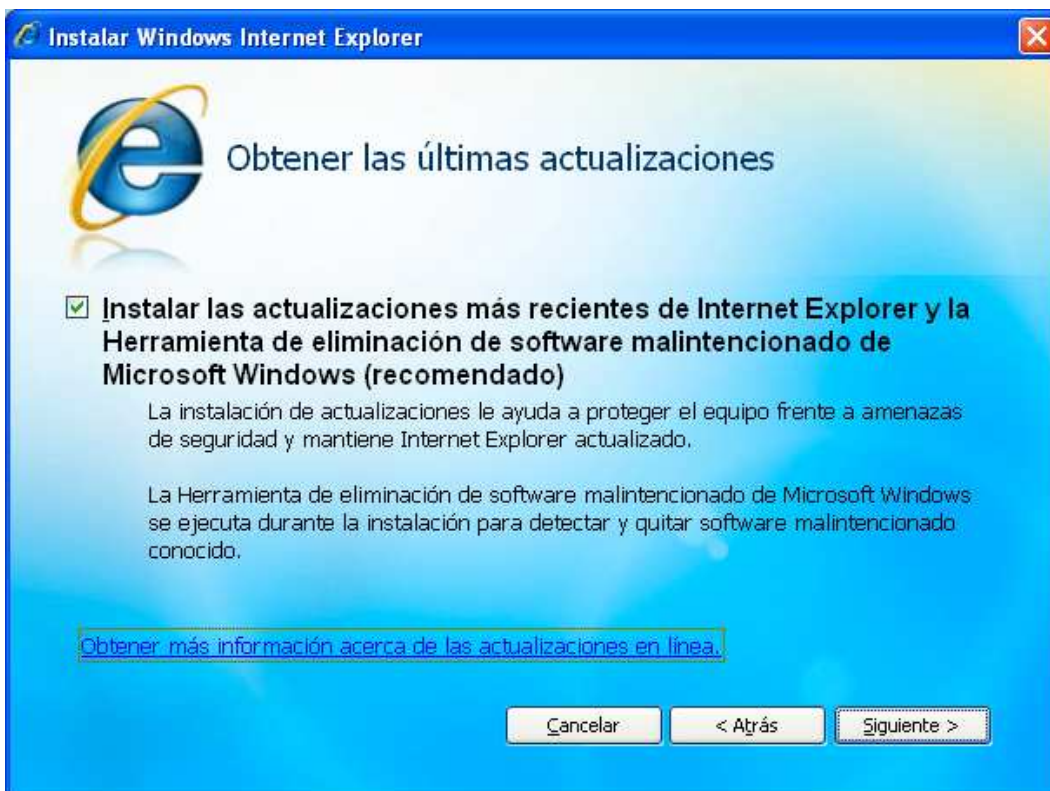 Instalar Windows Internet Explorer
Obtener las últimas actualizaciones
Instalar las actualizaciones más recientes de Internet Explorer y la
Herramienta de eliminación de software malintencionado de
Microsoft Windows (recomendado)
La instalación de actualizaciones le ayuda a proteger el equipo frente a amenazas
de seguridad y mantiene Internet Explorer actualizado.
La Herramienta de eliminación de software malintencionado de Microsoft Windows
se ejecuta durante la instalación para detectar y quitar software malintencionado
conocido.
Obtener más información acerca de las actualizaciones en línea.
Cancelar
< Atrás
Siguiente >